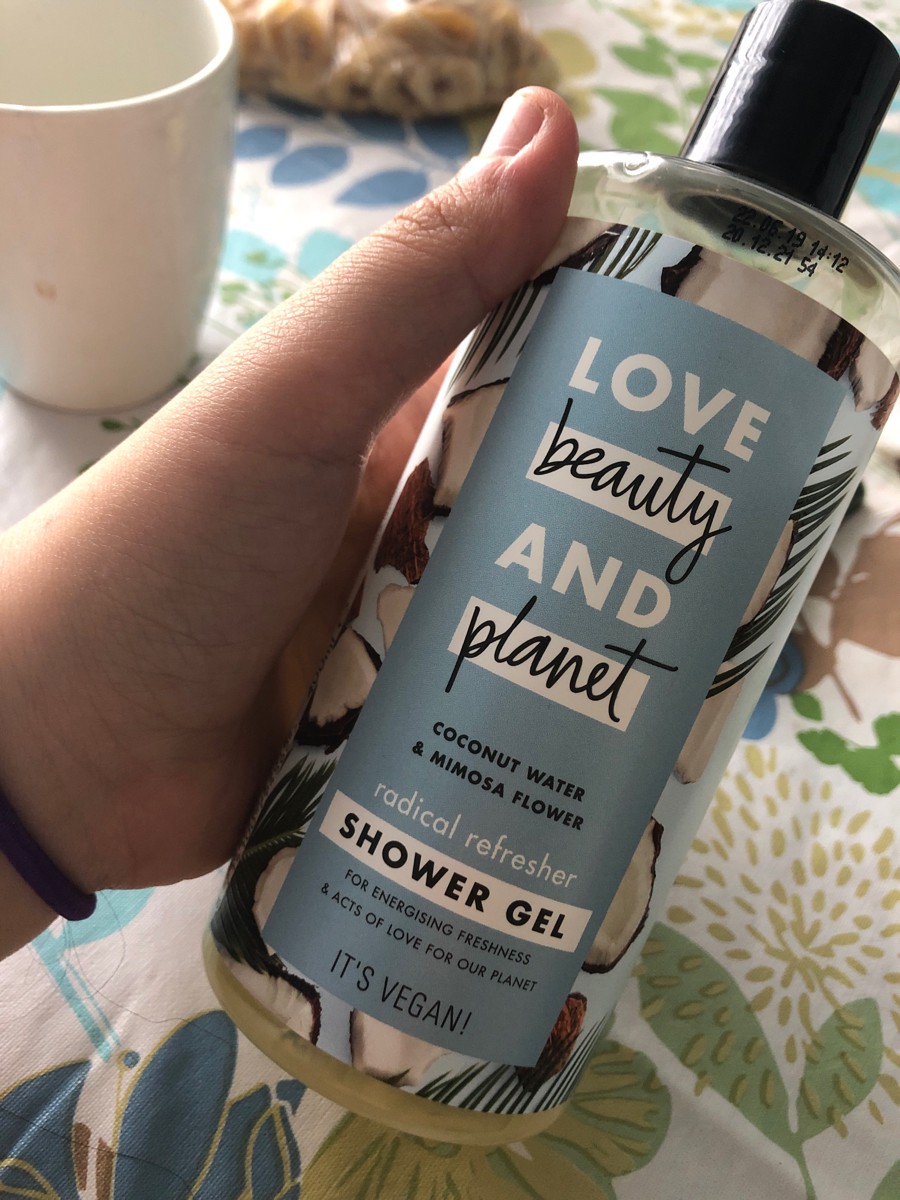 22.06.19 14:12
20.12.21 54
LOVE
beauty
AND
planet
COCONUT WATER
& MIMOSA FLOWER
radical refresher
SHOWER GEL
FOR ENERGISING FRESHNESS
& ACTS OF LOVE FOR OUR PLANET
IT'S VEGAN!